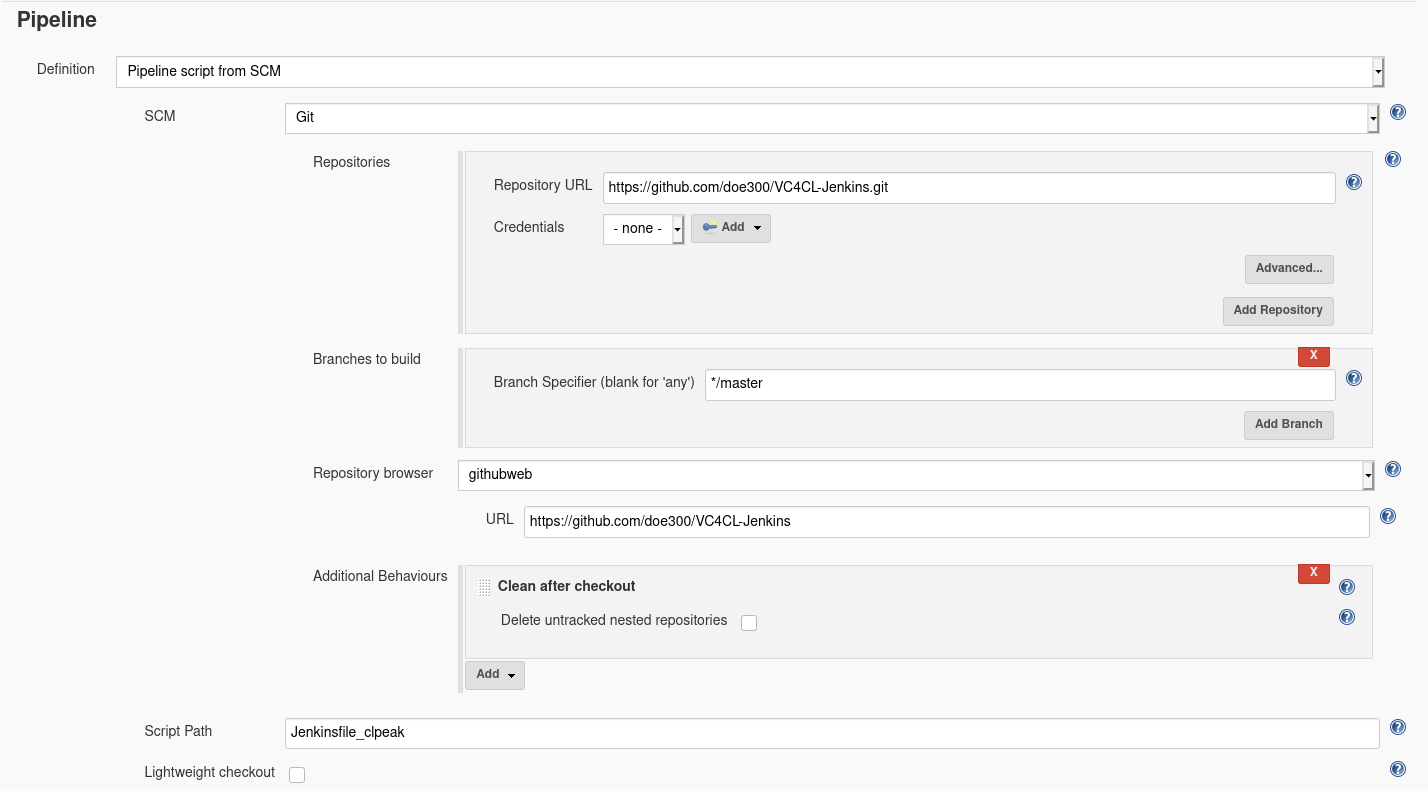 Pipeline
Definition Pipeline script from SCM
SCM Git ?
Repositories ?
Repository URL https://github.com/doe300/VC4CL-Jenkins.git ?
Credentials - none - Add
Advanced...
Add Repository
Branches to build X
Branch Specifier (blank for 'any') */master ?
Add Branch
Repository browser githubweb ?
URL https://github.com/doe300/VC4CL-Jenkins ?
Additional Behaviours X
Clean after checkout ?
Delete untracked nested repositories ?
Add
Script Path Jenkinsfile_clpeak ?
Lightweight checkout ?